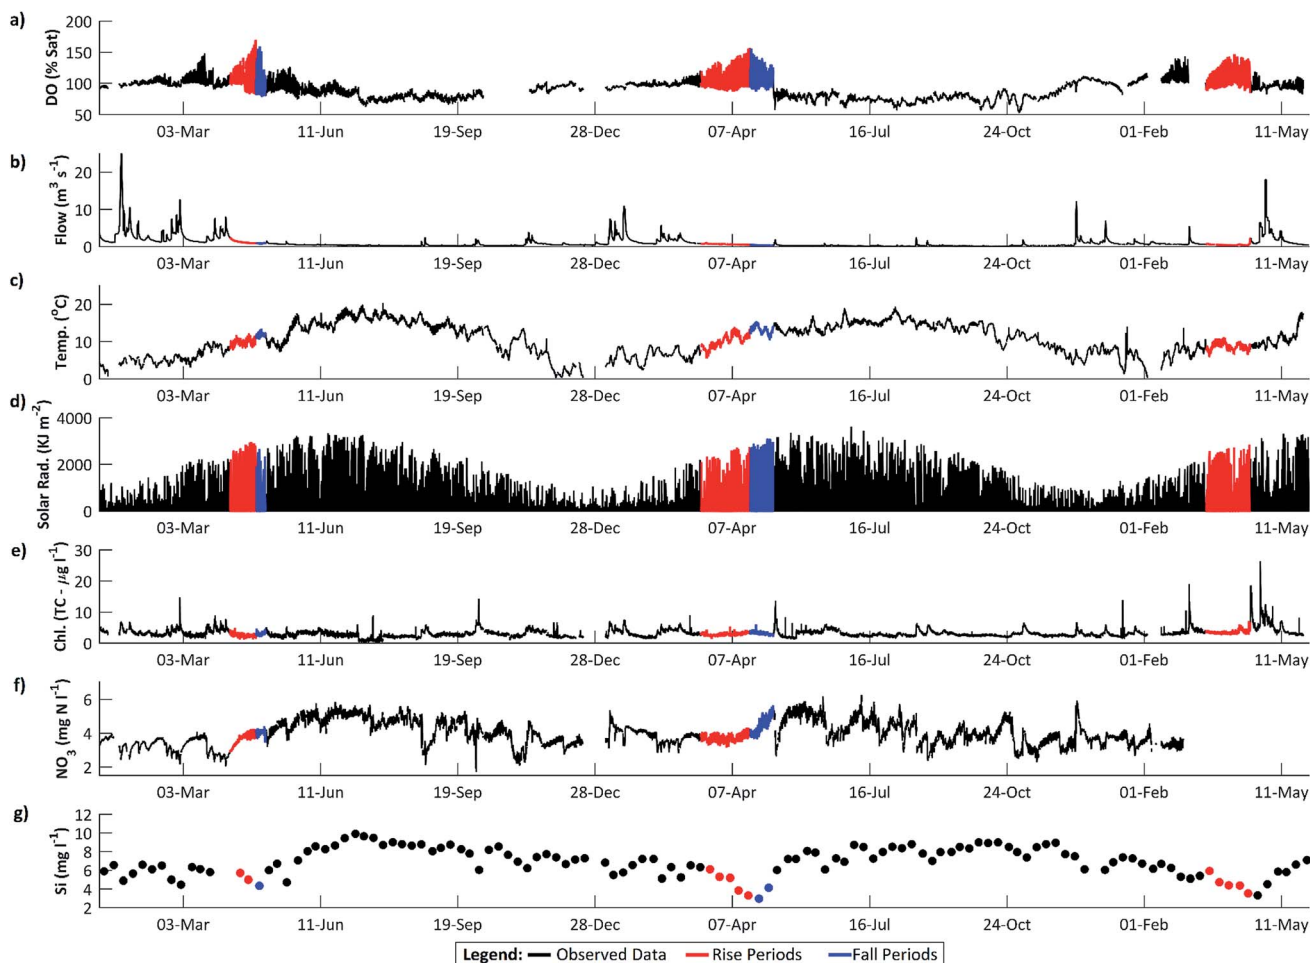 a)
DO (% Sat)
200
150
100
50
03-Mar 11-Jun 19-Sep 28-Dec 07-Apr 16-Jul 24-Oct 01-Feb 11-May
b)
Flow (m³ s⁻¹)
20
10
0
03-Mar 11-Jun 19-Sep 28-Dec 07-Apr 16-Jul 24-Oct 01-Feb 11-May
c)
Temp. (°C)
20
10
0
03-Mar 11-Jun 19-Sep 28-Dec 07-Apr 16-Jul 24-Oct 01-Feb 11-May
d)
Solar Rad. (KJ m⁻²)
4000
2000
0
03-Mar 11-Jun 19-Sep 28-Dec 07-Apr 16-Jul 24-Oct 01-Feb 11-May
e)
Chl. (TC - μg l⁻¹)
30
20
10
0
03-Mar 11-Jun 19-Sep 28-Dec 07-Apr 16-Jul 24-Oct 01-Feb 11-May
f)
NO₃ (mg N l⁻¹)
6
4
2
03-Mar 11-Jun 19-Sep 28-Dec 07-Apr 16-Jul 24-Oct 01-Feb 11-May
g)
Si (mg l⁻¹)
12
10
8
6
4
2
03-Mar 11-Jun 19-Sep 28-Dec 07-Apr 16-Jul 24-Oct 01-Feb 11-May
Legend: Observed Data Rise Periods Fall Periods